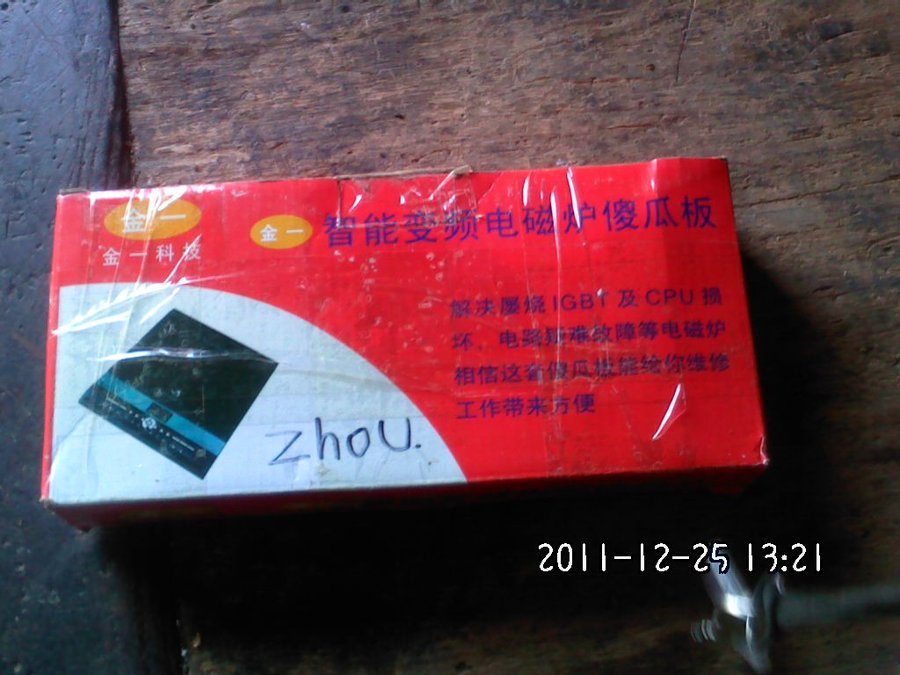 金一
金一科技
金一 智能变频电磁炉傻瓜板
解决屡烧IGBT及CPU损
坏、电路疑难故障等电磁炉
相信这套傻瓜板能给你维修
工作带来方便
zhou.
2011-12-25 13:21